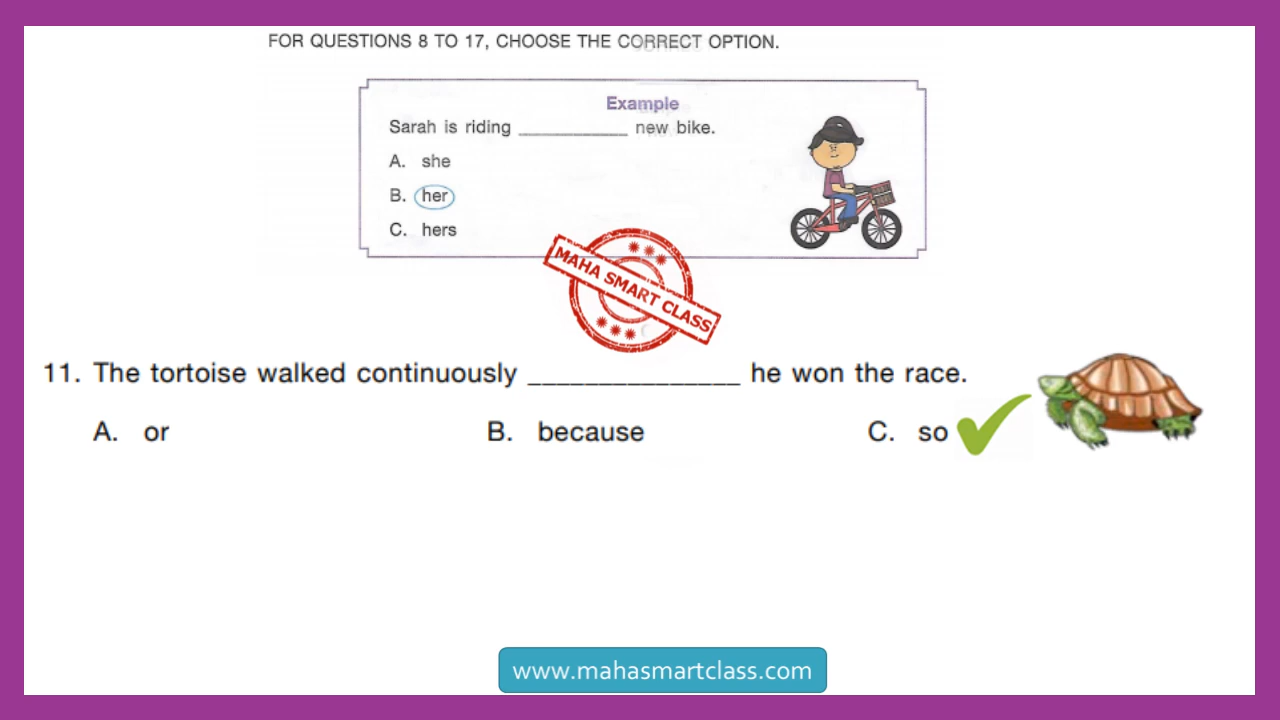 FOR QUESTIONS 8 TO 17, CHOOSE THE CORRECT OPTION.
Example
Sarah is riding ____________ new bike.
A. she
B. her
C. hers
MAHA SMART CLASS
11. The tortoise walked continuously _______________ he won the race.
A. or B. because C. so
www.mahasmartclass.com